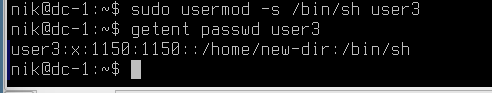 nik@dc-1:~$ sudo usermod -s /bin/sh user3
nik@dc-1:~$ getent passwd user3
user3:x:1150:1150::/home/new-dir:/bin/sh
nik@dc-1:~$